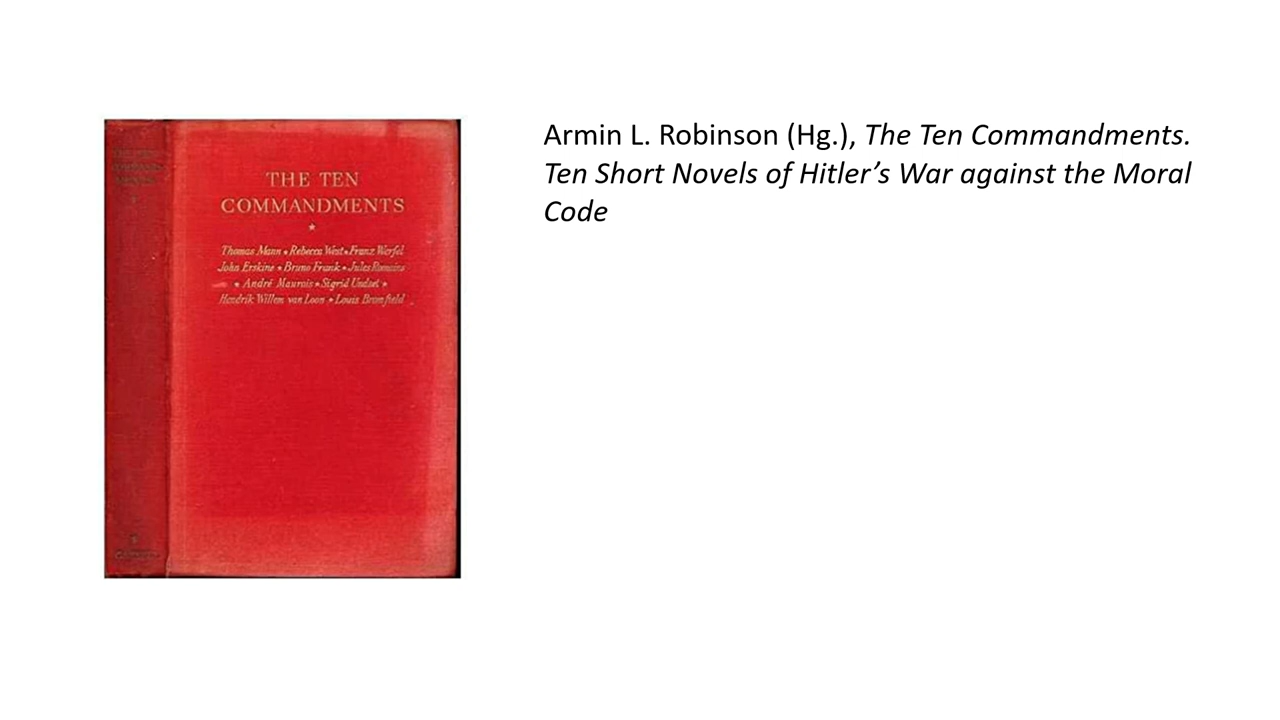 THE TEN
COMMANDMENTS
Thomas Mann ★ Rebecca West ★ Franz Werfel
John Erskine ★ Bruno Frank ★ Jules Romains
★ André Maurois ★ Sigrid Undset ★
Hendrik Willem van Loon ★ Louis Bromfield
Armin L. Robinson (Hg.), The Ten Commandments.
Ten Short Novels of Hitler’s War against the Moral
Code